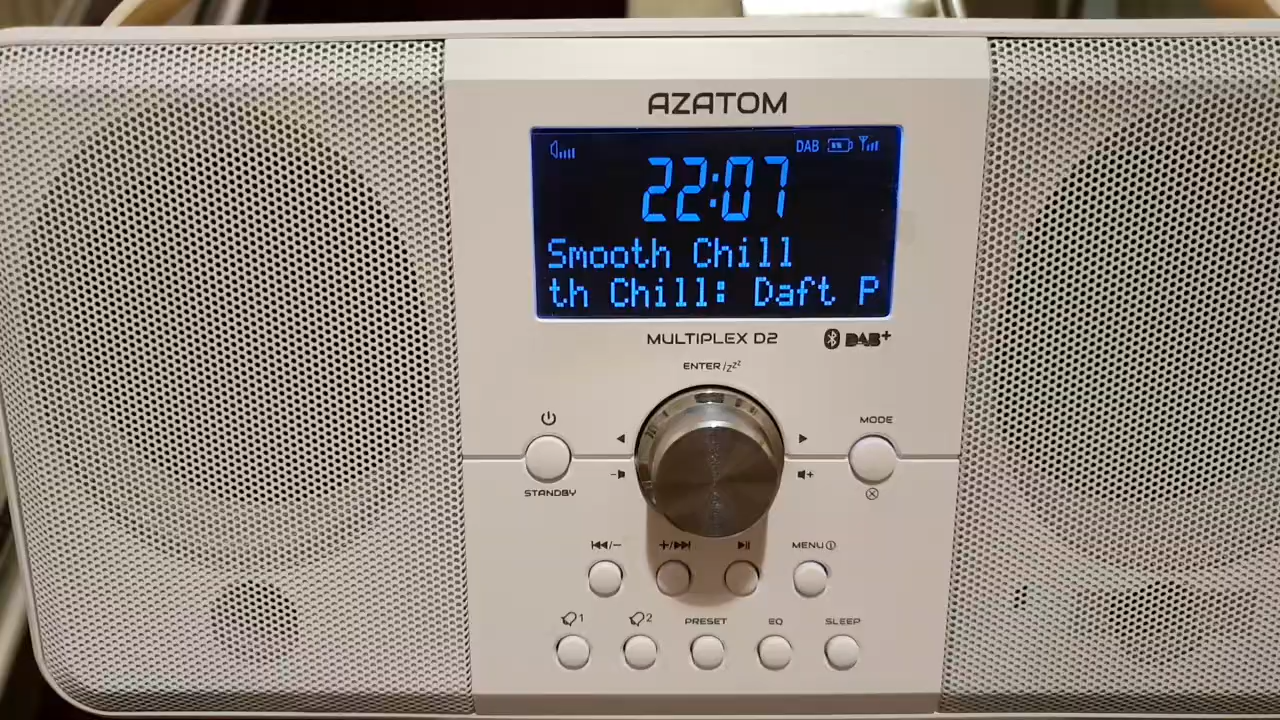 AZATOM
DAB
22:07
Smooth Chill
th Chill: Daft P
MULTIPLEX D2
DAB+
ENTER/zzz
MODE
STANDBY
- +
/- +/ MENU
1 2 PRESET EQ SLEEP